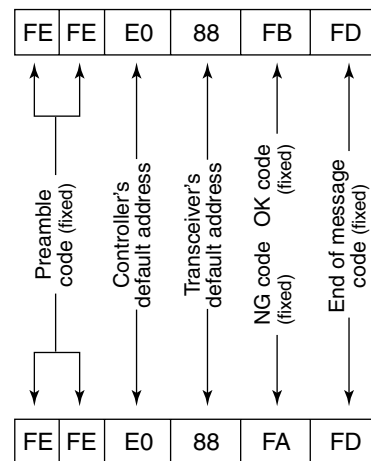 FE FE E0 88 FB FD
Preamble
code (fixed)
Controller's
default address
Transceiver's
default address
OK code
(fixed)
NG code
(fixed)
End of message
code (fixed)
FE FE E0 88 FA FD